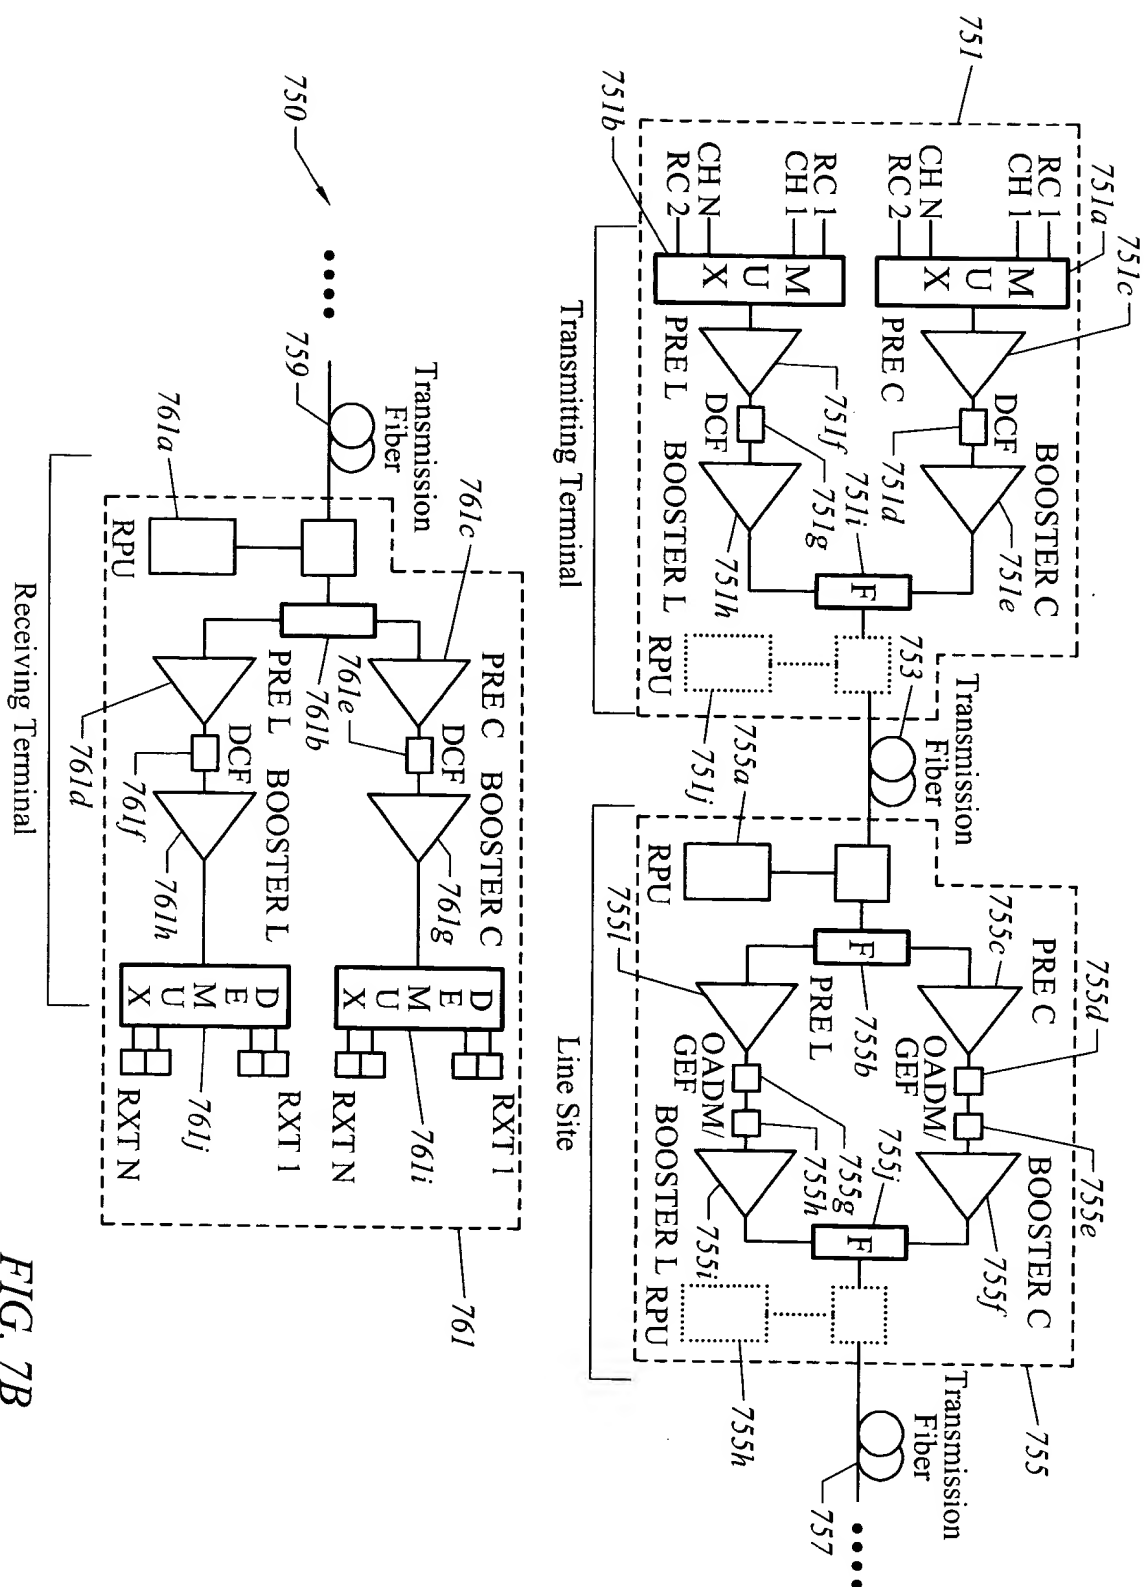 751
751a
751c
RC 1
CH 1
CH N
RC 2
MUX
PRE C
DCF
751d
BOOSTER C
751e
751b
RC 1
CH 1
CH N
RC 2
MUX
PRE L
751f
DCF
751g
BOOSTER L
751h
751i
F
RPU
751j
Transmitting Terminal
753
Transmission
Fiber
755a
RPU
755b
F
755c
PRE C
755d
OADM/
GEF
755e
BOOSTER C
755f
755l
PRE L
OADM/
GEF
755g
755h
BOOSTER L
755i
755j
F
RPU
755h
755
Line Site
Transmission
Fiber
757
750
759
Transmission
Fiber
761a
RPU
761b
761c
PRE C
761e
DCF
BOOSTER C
761g
DEMUX
761i
RXT 1
RXT N
761d
PRE L
DCF
761f
BOOSTER L
761h
DEMUX
761j
RXT 1
RXT N
761
Receiving Terminal
FIG. 7B